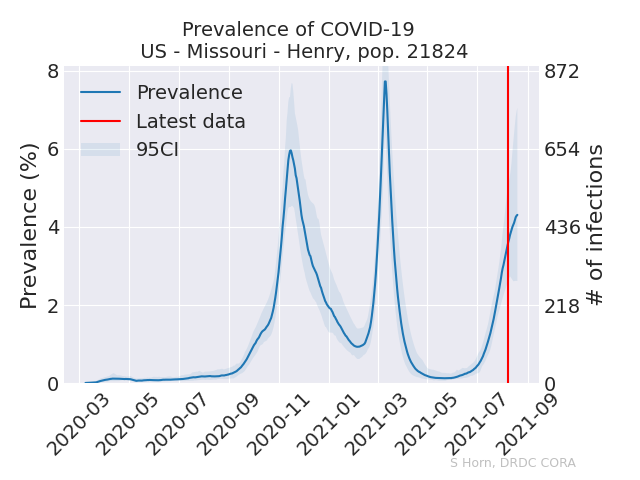 Prevalence of COVID-19
US - Missouri - Henry, pop. 21824
Prevalence
Latest data
95CI
Prevalence (%)
8
6
4
2
0
872
654
436
218
0
# of infections
2020-03
2020-05
2020-07
2020-09
2020-11
2021-01
2021-03
2021-05
2021-07
2021-09
S Horn, DRDC CORA